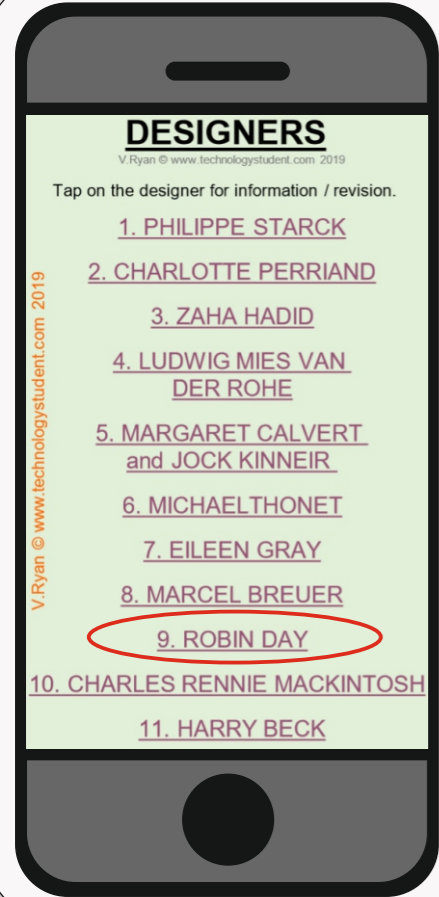 DESIGNERS
V.Ryan © www.technologystudent.com 2019
Tap on the designer for information / revision.
1. PHILIPPE STARCK
2. CHARLOTTE PERRIAND
3. ZAHA HADID
4. LUDWIG MIES VAN
DER ROHE
5. MARGARET CALVERT
and JOCK KINNEIR
6. MICHAELTHONET
7. EILEEN GRAY
8. MARCEL BREUER
9. ROBIN DAY
10. CHARLES RENNIE MACKINTOSH
11. HARRY BECK
V.Ryan © www.technologystudent.com 2019